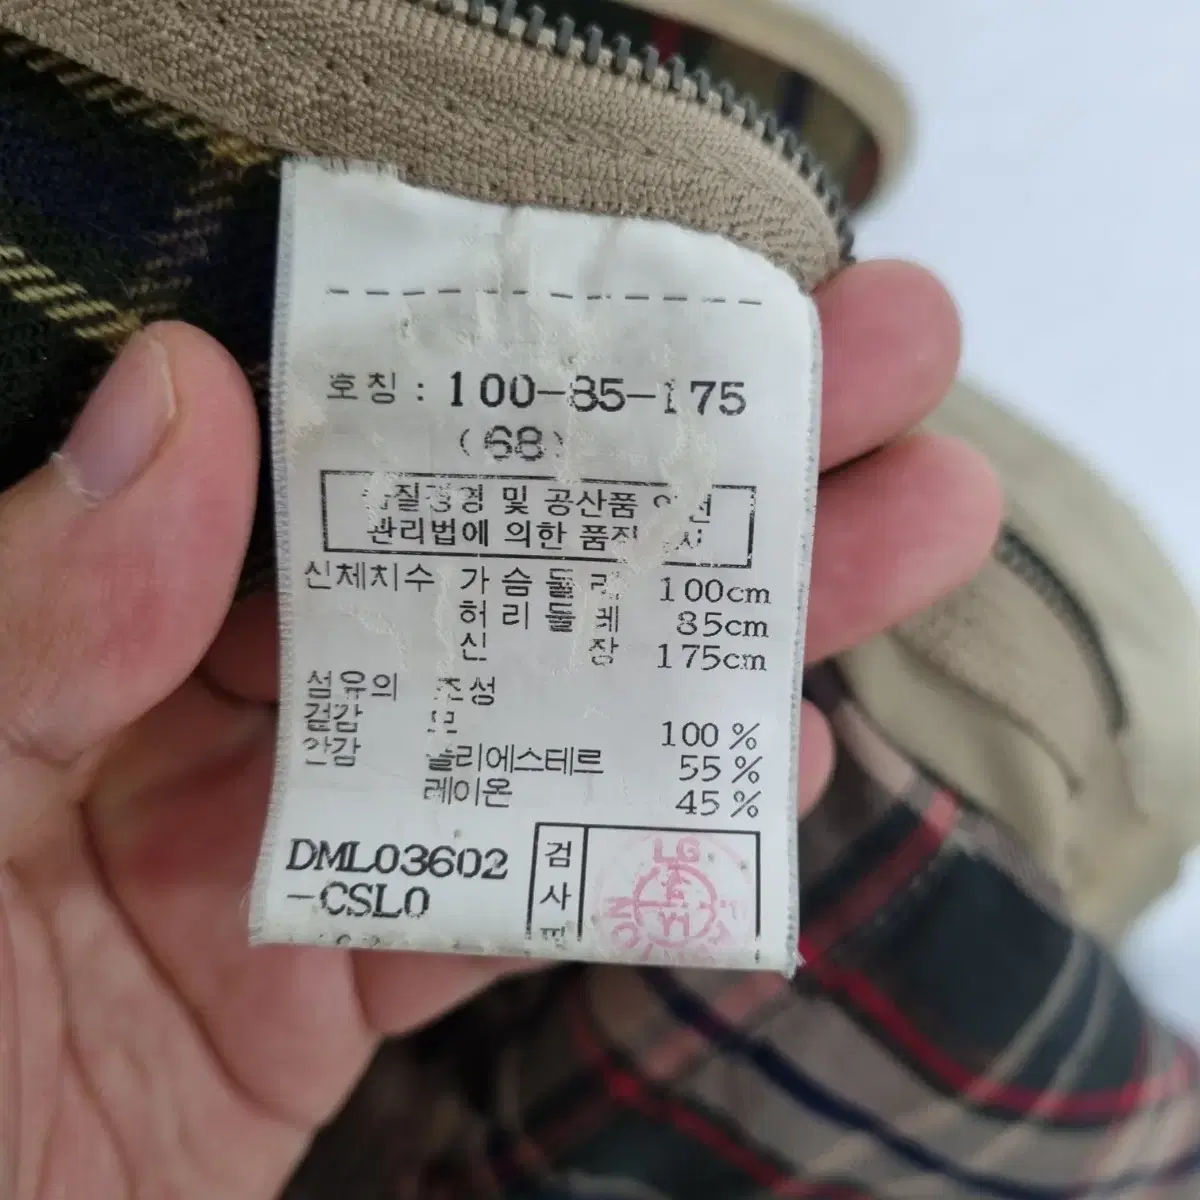 호칭 : 100-85-175
(68)
품질경영 및 공산품 안전
관리법에 의한 품질표시
신체치수 가슴둘레 100cm
허리둘레 85cm
신장 175cm
섬유의 조성
겉감 모 100 %
안감 폴리에스테르 55 %
레이온 45 %
DML03602
-CSL0
검
사
LG